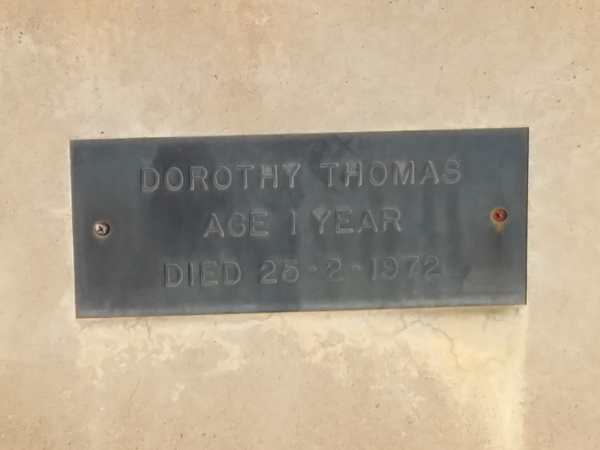 DOROTHY THOMAS
AGE 1 YEAR
DIED 25-2-1972